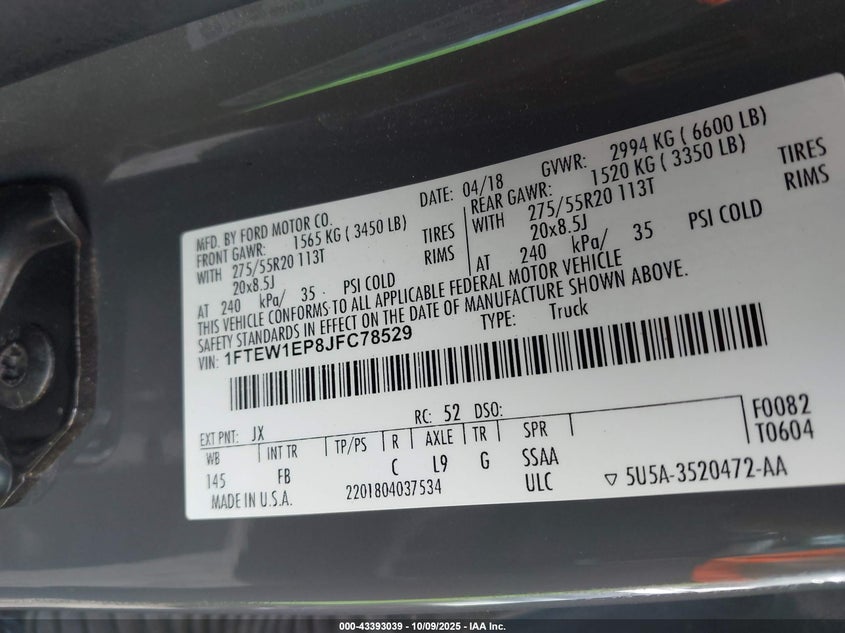 MFD. BY FORD MOTOR CO.
DATE: 04/18
GVWR: 2994 KG ( 6600 LB)
FRONT GAWR: 1565 KG ( 3450 LB)
REAR GAWR: 1520 KG ( 3350 LB)
WITH 275/55R20 113T TIRES
WITH 275/55R20 113T TIRES
20x8.5J RIMS
20x8.5J RIMS
AT 240 kPa/ 35 PSI COLD
AT 240 kPa/ 35 PSI COLD
THIS VEHICLE CONFORMS TO ALL APPLICABLE FEDERAL MOTOR VEHICLE
SAFETY STANDARDS IN EFFECT ON THE DATE OF MANUFACTURE SHOWN ABOVE.
VIN: 1FTEW1EP8JFC78529
TYPE: Truck
EXT PNT: JX RC: 52 DSO: F0082
WB INT TR TP/PS R AXLE TR SPR T0604
145 FB C L9 G SSAA
MADE IN U.S.A. 2201804037534 ULC ▽ 5U5A-3520472-AA
000-43393039 - 10/09/2025 - IAA Inc.